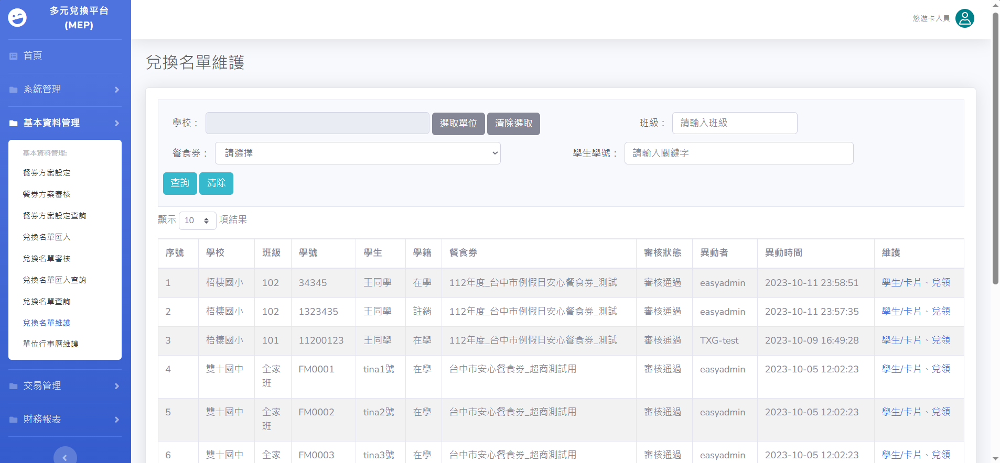 多元兌換平台
(MEP)
悠遊卡人員
首頁
系統管理
基本資料管理
基本資料管理:
餐券方案設定
餐券方案審核
餐券方案設定查詢
兌換名單匯入
兌換名單審核
兌換名單匯入查詢
兌換名單查詢
兌換名單維護
單位行事曆維護
交易管理
財務報表
兌換名單維護
學校： 選取單位 清除選取 班級： 請輸入班級
餐食券： 請選擇 學生學號： 請輸入關鍵字
查詢 清除
顯示 10 項結果
序號 學校 班級 學號 學生 學籍 餐食券 審核狀態 異動者 異動時間 維護
1 梧棲國小 102 34345 王同學 在學 112年度_台中市例假日安心餐食券_測試 審核通過 easyadmin 2023-10-11 23:58:51 學生/卡片、兌領
2 梧棲國小 102 1323435 王同學 註銷 112年度_台中市例假日安心餐食券_測試 審核通過 easyadmin 2023-10-11 23:57:35 學生/卡片、兌領
3 梧棲國小 101 11200123 王同學 在學 112年度_台中市例假日安心餐食券_測試 審核通過 TXG-test 2023-10-09 16:49:28 學生/卡片、兌領
4 雙十國中 全家班 FM0001 tina1號 在學 台中市安心餐食券_超商測試用 審核通過 easyadmin 2023-10-05 12:02:23 學生/卡片、兌領
5 雙十國中 全家班 FM0002 tina2號 在學 台中市安心餐食券_超商測試用 審核通過 easyadmin 2023-10-05 12:02:23 學生/卡片、兌領
6 雙十國中 全家 FM0003 tina3號 在學 台中市安心餐食券_超商測試用 審核通過 easyadmin 2023-10-05 12:02:23 學生/卡片、兌領